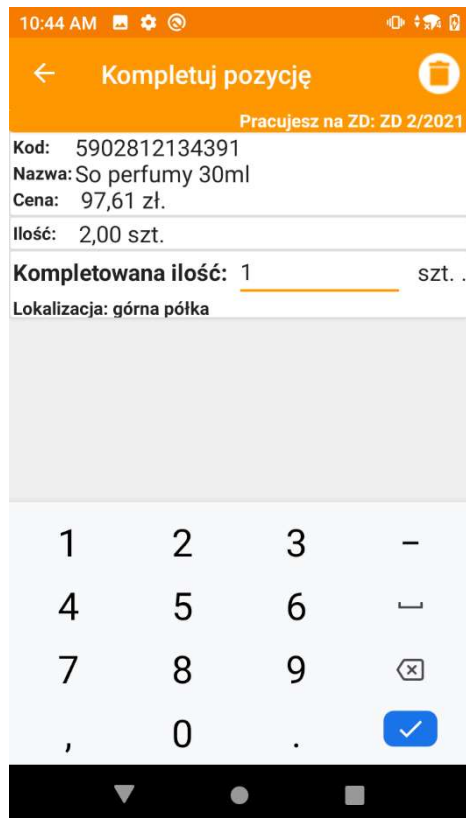 10:44 AM
Kompletuj pozycję
Pracujesz na ZD: ZD 2/2021
Kod: 5902812134391
Nazwa: So perfumy 30ml
Cena: 97,61 zł.
Ilość: 2,00 szt.
Kompletowana ilość: 1 szt. .
Lokalizacja: górna półka
1 2 3 -
4 5 6
7 8 9
, 0 .